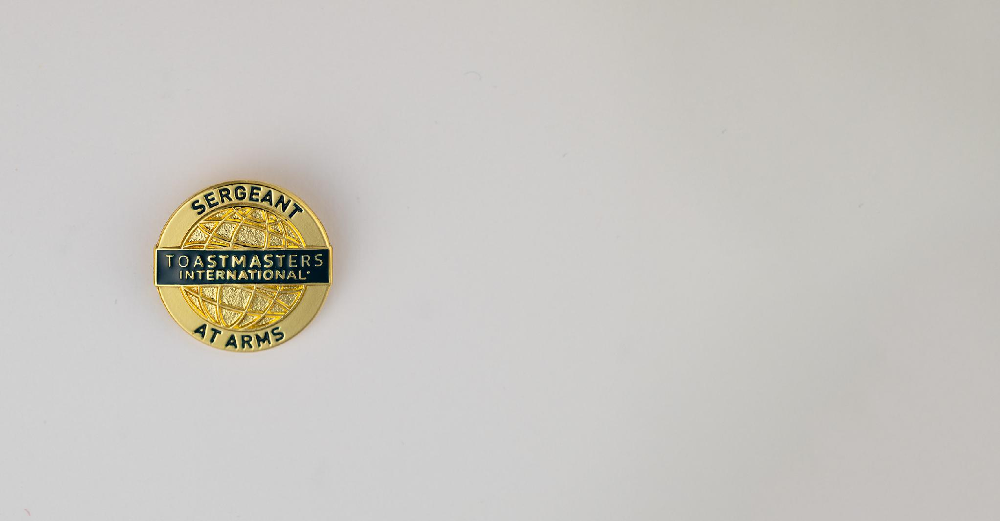 SERGEANT
TOASTMASTERS
INTERNATIONAL
AT ARMS